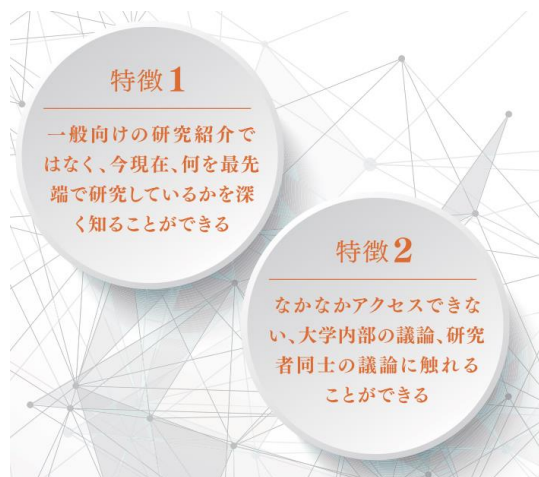 特徴1
一般向けの研究紹介で
はなく、今現在、何を最先
端で研究しているかを深
く知ることができる
特徴2
なかなかアクセスできな
い、大学内部の議論、研究
者同士の議論に触れる
ことができる